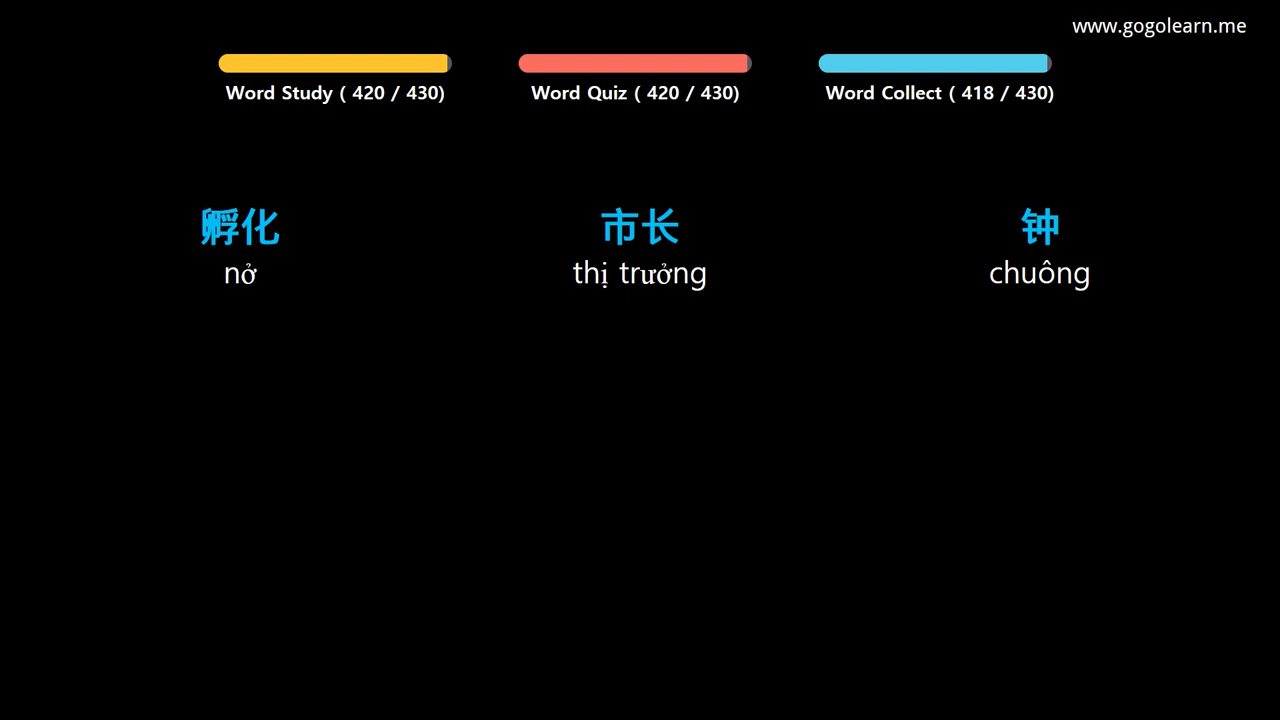 www.gogolearn.me
Word Study ( 420 / 430)
Word Quiz ( 420 / 430)
Word Collect ( 418 / 430)
孵化
市长
钟
nở
thị trưởng
chuông